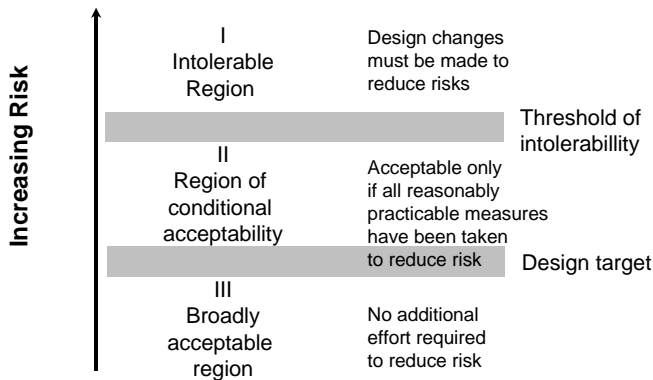 Increasing Risk
I
Intolerable
Region
Design changes
must be made to
reduce risks
Threshold of
intolerabillity
II
Region of
conditional
acceptability
Acceptable only
if all reasonably
practicable measures
have been taken
to reduce risk
Design target
III
Broadly
acceptable
region
No additional
effort required
to reduce risk